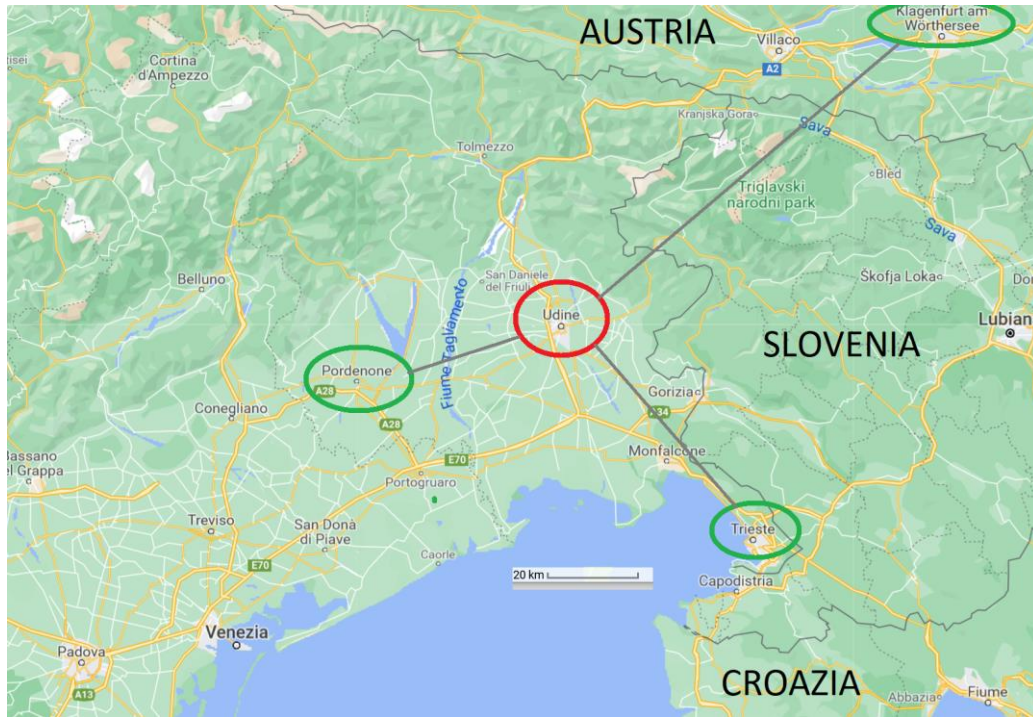 Klagenfurt am
Wörthersee
AUSTRIA
Villaco
A2
Cortina
d'Ampezzo
Kranjska Gora
Sava
Tolmezzo
Bled
Triglavski
narodni park
Sava
Belluno
San Daniele
del Friuli
Škofja Loka
Fiume Tagliamento
Udine
Lubian
SLOVENIA
Pordenone
A28
Gorizia
Conegliano
A34
A28
Bassano
el Grappa
E70
Monfalcone
Portogruaro
Treviso
San Donà
di Piave
Trieste
E70
Caorle
20 km
Capodistria
Venezia
Padova
A13
CROAZIA
Abbazia
Fiume